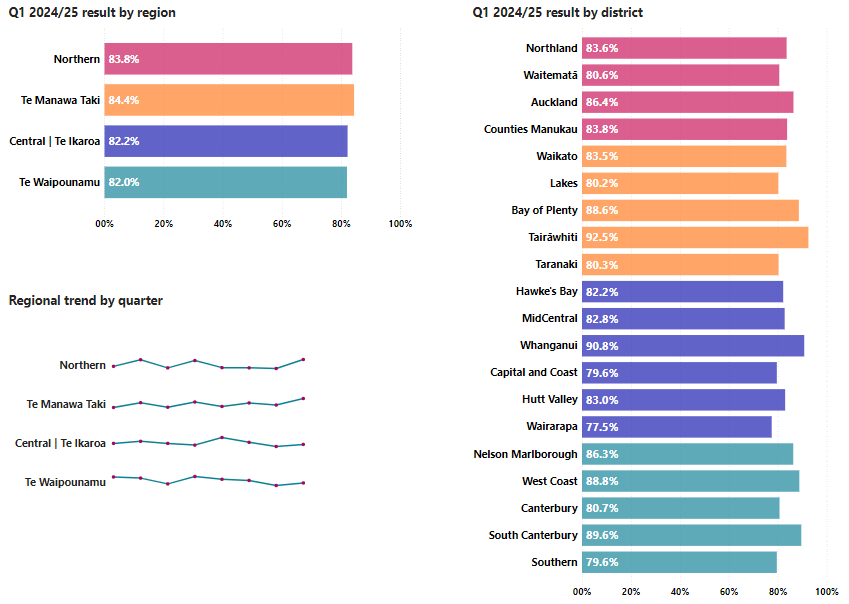 Q1 2024/25 result by region
Northern 83.8%
Te Manawa Taki 84.4%
Central | Te Ikaroa 82.2%
Te Waipounamu 82.0%
00% 20% 40% 60% 80% 100%
Regional trend by quarter
Northern
Te Manawa Taki
Central | Te Ikaroa
Te Waipounamu
Q1 2024/25 result by district
Northland 83.6%
Waitematā 80.6%
Auckland 86.4%
Counties Manukau 83.8%
Waikato 83.5%
Lakes 80.2%
Bay of Plenty 88.6%
Tairāwhiti 92.5%
Taranaki 80.3%
Hawke's Bay 82.2%
MidCentral 82.8%
Whanganui 90.8%
Capital and Coast 79.6%
Hutt Valley 83.0%
Wairarapa 77.5%
Nelson Marlborough 86.3%
West Coast 88.8%
Canterbury 80.7%
South Canterbury 89.6%
Southern 79.6%
00% 20% 40% 60% 80% 100%